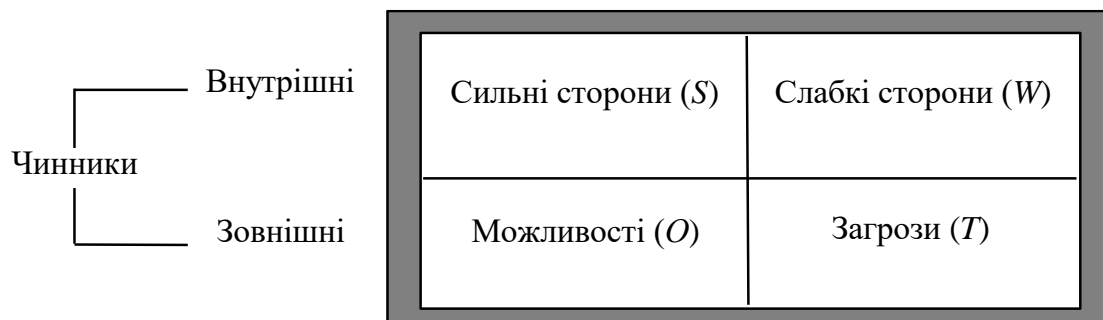 Внутрішні
Сильні сторони (S)
Слабкі сторони (W)
Чинники
Зовнішні
Можливості (O)
Загрози (T)